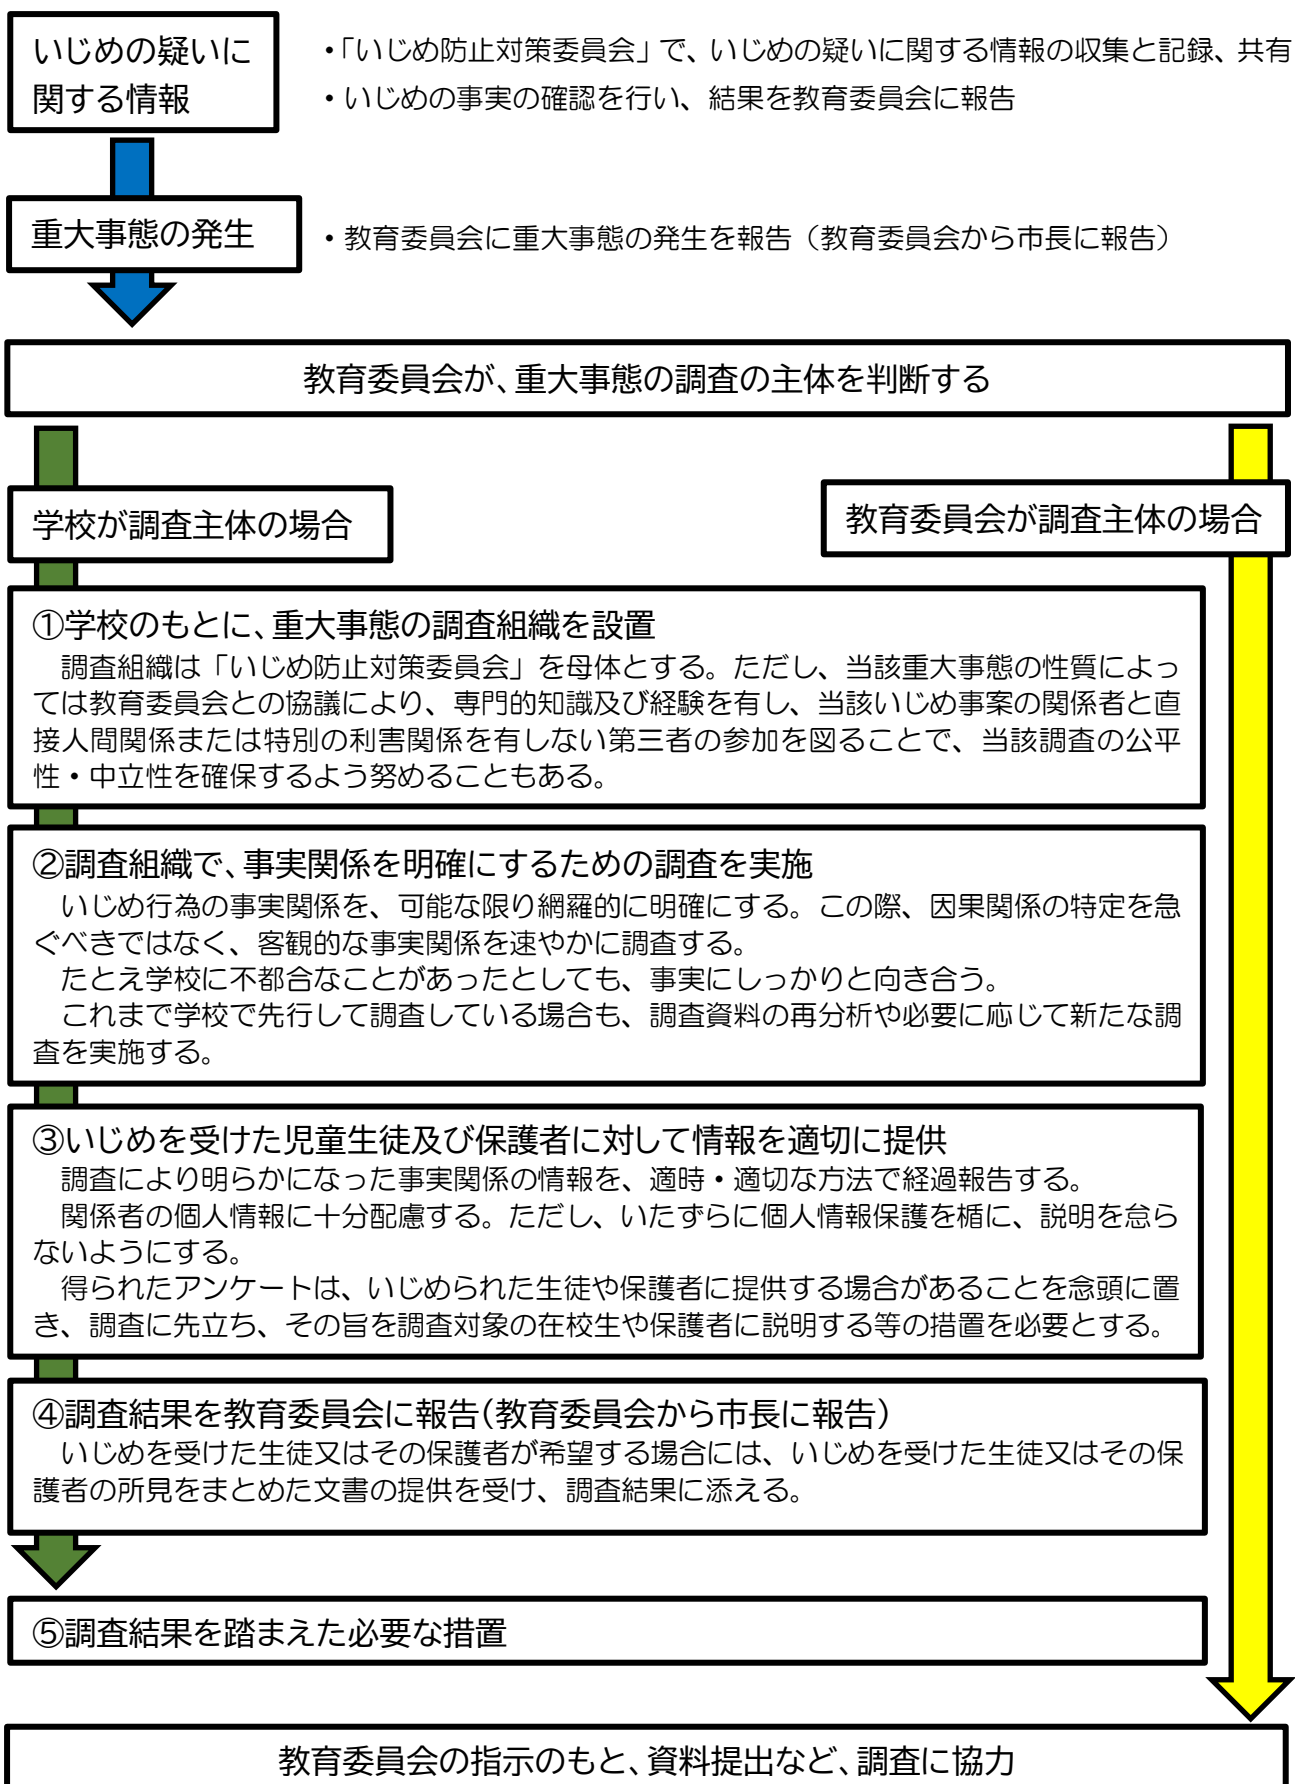 いじめの疑いに
関する情報
・「いじめ防止対策委員会」で、いじめの疑いに関する情報の収集と記録、共有
・いじめの事実の確認を行い、結果を教育委員会に報告
重大事態の発生
・教育委員会に重大事態の発生を報告（教育委員会から市長に報告）
教育委員会が、重大事態の調査の主体を判断する
学校が調査主体の場合
教育委員会が調査主体の場合
①学校のもとに、重大事態の調査組織を設置
調査組織は「いじめ防止対策委員会」を母体とする。ただし、当該重大事態の性質によっ
ては教育委員会との協議により、専門的知識及び経験を有し、当該いじめ事案の関係者と直
接人間関係または特別の利害関係を有しない第三者の参加を図ることで、当該調査の公平
性・中立性を確保するよう努めることもある。
②調査組織で、事実関係を明確にするための調査を実施
いじめ行為の事実関係を、可能な限り網羅的に明確にする。この際、因果関係の特定を急
ぐべきではなく、客観的な事実関係を速やかに調査する。
たとえ学校に不都合なことがあったとしても、事実にしっかりと向き合う。
これまで学校で先行して調査している場合も、調査資料の再分析や必要に応じて新たな調
査を実施する。
③いじめを受けた児童生徒及び保護者に対して情報を適切に提供
調査により明らかになった事実関係の情報を、適時・適切な方法で経過報告する。
関係者の個人情報に十分配慮する。ただし、いたずらに個人情報保護を楯に、説明を怠ら
ないようにする。
得られたアンケートは、いじめられた生徒や保護者に提供する場合があることを念頭に置
き、調査に先立ち、その旨を調査対象の在校生や保護者に説明する等の措置を必要とする。
④調査結果を教育委員会に報告（教育委員会から市長に報告）
いじめを受けた生徒又はその保護者が希望する場合には、いじめを受けた生徒又はその保
護者の所見をまとめた文書の提供を受け、調査結果に添える。
⑤調査結果を踏まえた必要な措置
教育委員会の指示のもと、資料提出など、調査に協力